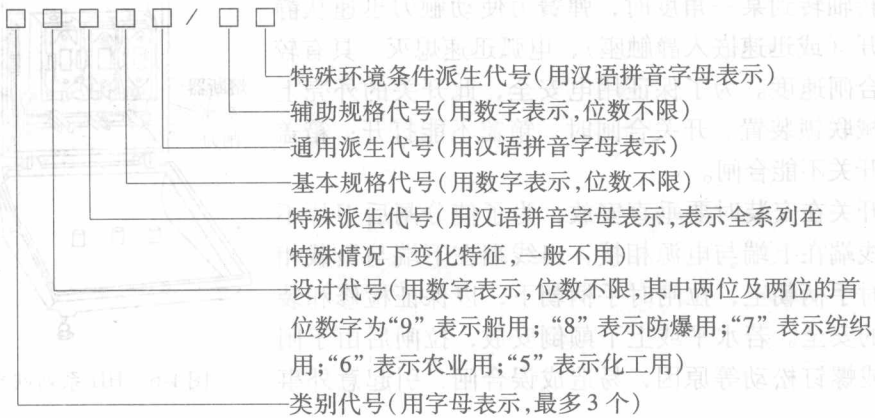 □□□□□/□□
特殊环境条件派生代号(用汉语拼音字母表示)
辅助规格代号(用数字表示,位数不限)
通用派生代号(用汉语拼音字母表示)
基本规格代号(用数字表示,位数不限)
特殊派生代号(用汉语拼音字母表示,表示全系列在
特殊情况下变化特征,一般不用)
设计代号(用数字表示,位数不限,其中两位及两位的首
位数字为“9”表示船用;“8”表示防爆用;“7”表示纺织
用;“6”表示农业用;“5”表示化工用)
类别代号(用字母表示,最多3个)